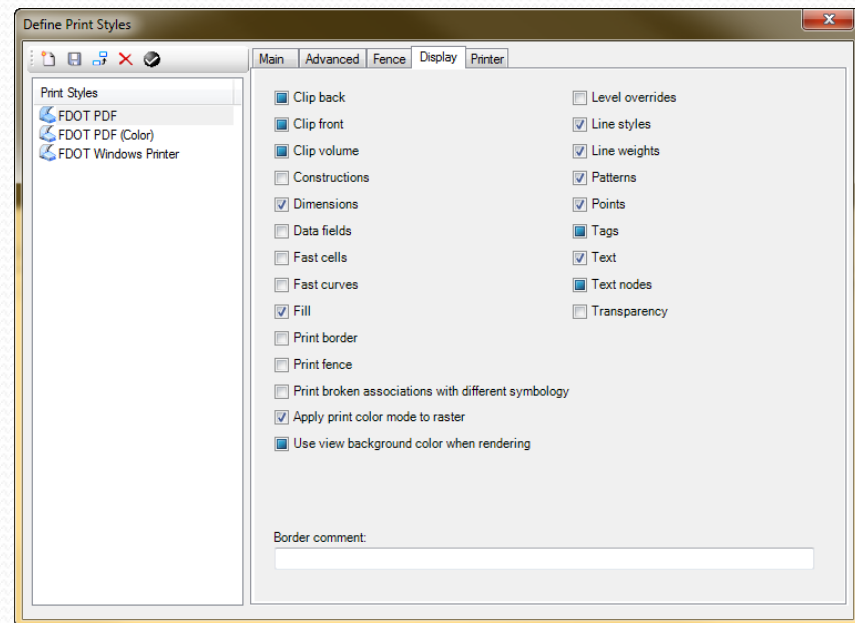 Define Print Styles
Main Advanced Fence Display Printer
Print Styles
FDOT PDF
FDOT PDF (Color)
FDOT Windows Printer
Clip back
Clip front
Clip volume
Constructions
Dimensions
Data fields
Fast cells
Fast curves
Fill
Print border
Print fence
Print broken associations with different symbology
Apply print color mode to raster
Use view background color when rendering
Level overrides
Line styles
Line weights
Patterns
Points
Tags
Text
Text nodes
Transparency
Border comment: